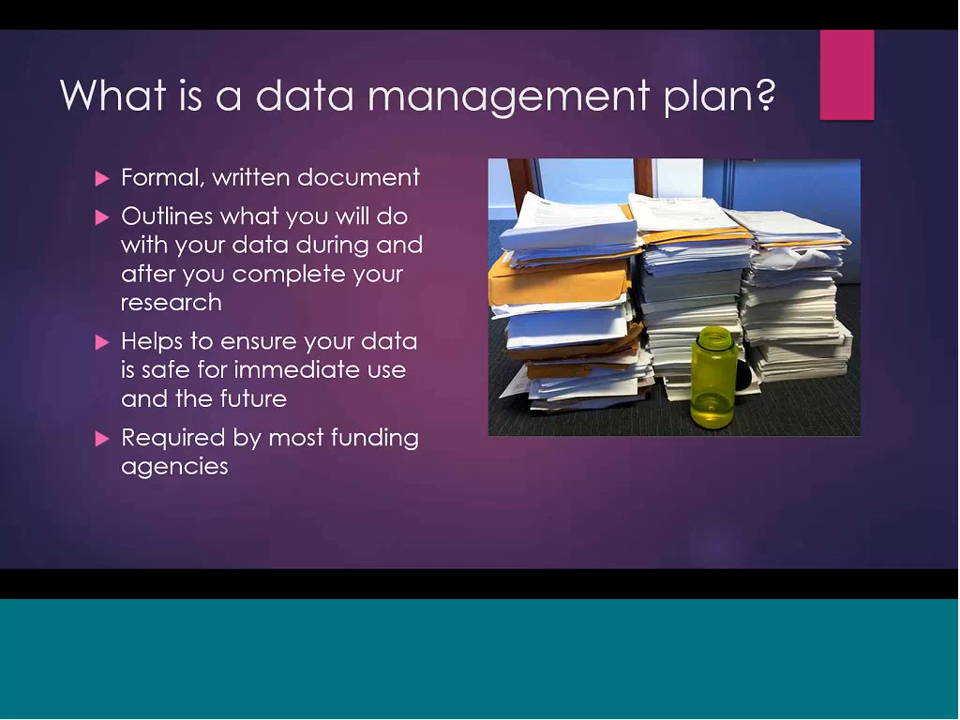 What is a data management plan?
Formal, written document
Outlines what you will do
with your data during and
after you complete your
research
Helps to ensure your data
is safe for immediate use
and the future
Required by most funding
agencies